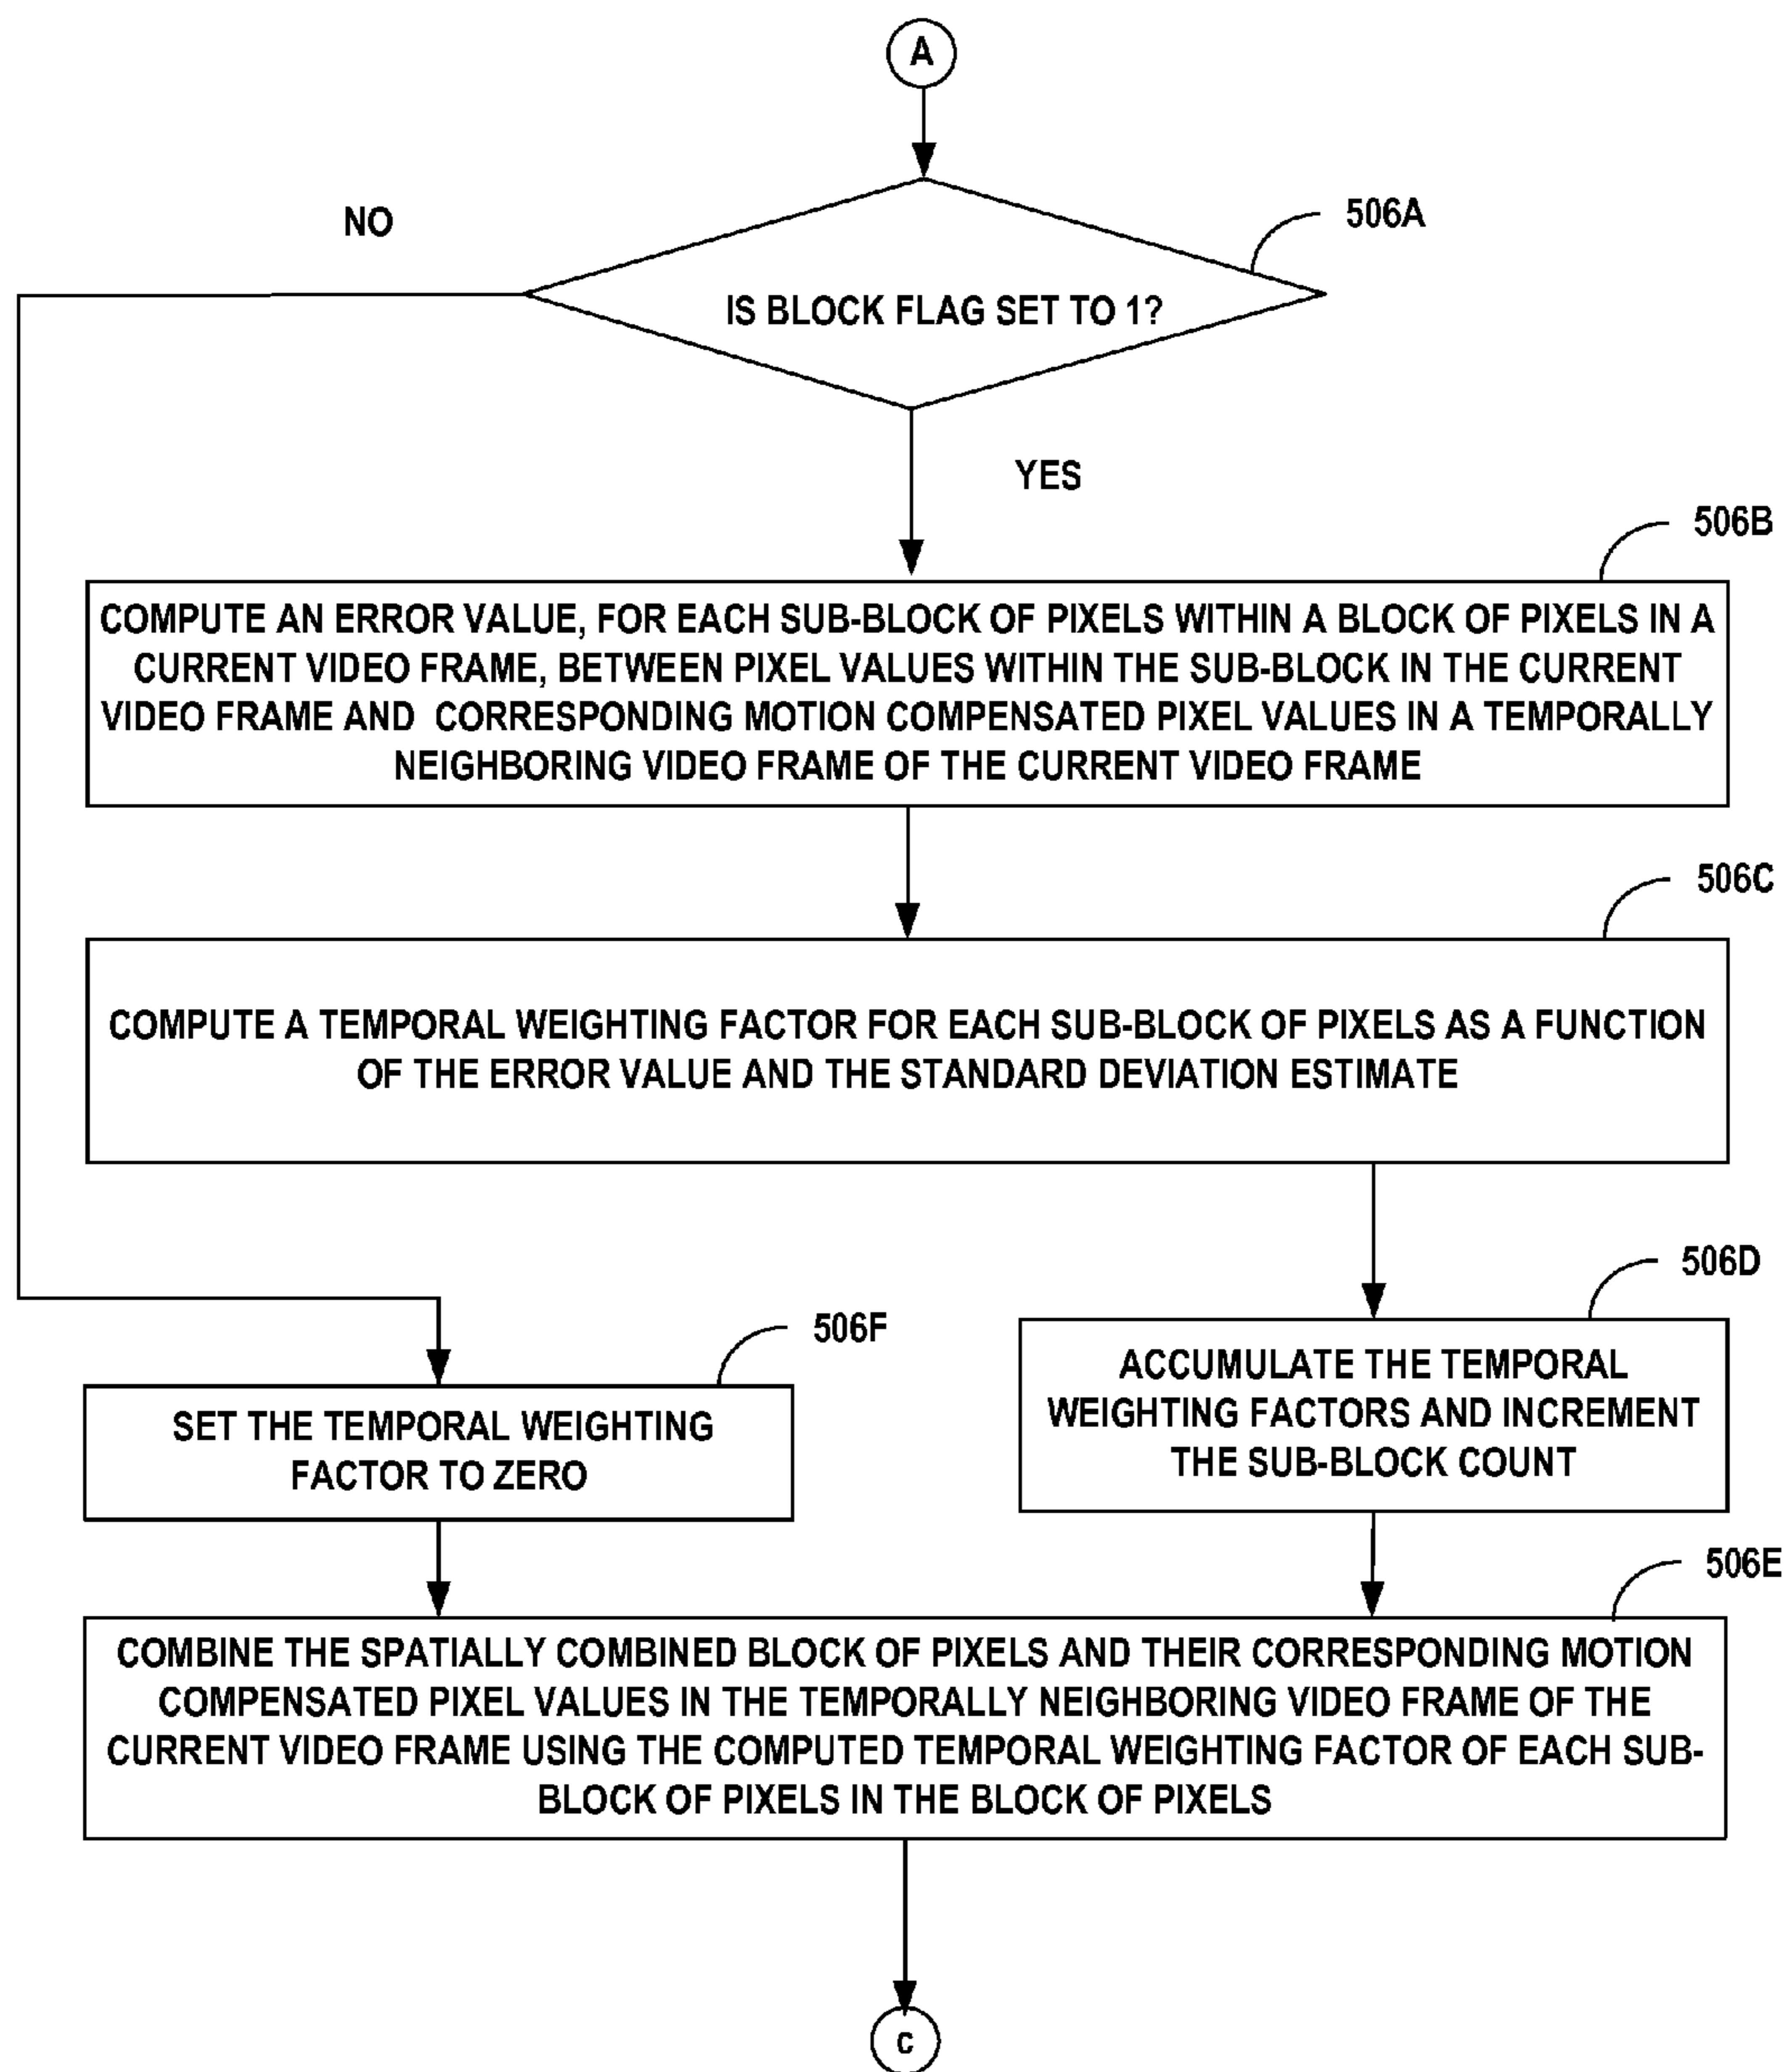 A
NO
506A
IS BLOCK FLAG SET TO 1?
YES
506B
COMPUTE AN ERROR VALUE, FOR EACH SUB-BLOCK OF PIXELS WITHIN A BLOCK OF PIXELS IN A
CURRENT VIDEO FRAME, BETWEEN PIXEL VALUES WITHIN THE SUB-BLOCK IN THE CURRENT
VIDEO FRAME AND CORRESPONDING MOTION COMPENSATED PIXEL VALUES IN A TEMPORALLY
NEIGHBORING VIDEO FRAME OF THE CURRENT VIDEO FRAME
506C
COMPUTE A TEMPORAL WEIGHTING FACTOR FOR EACH SUB-BLOCK OF PIXELS AS A FUNCTION
OF THE ERROR VALUE AND THE STANDARD DEVIATION ESTIMATE
506D
ACCUMULATE THE TEMPORAL
WEIGHTING FACTORS AND INCREMENT
THE SUB-BLOCK COUNT
506F
SET THE TEMPORAL WEIGHTING
FACTOR TO ZERO
506E
COMBINE THE SPATIALLY COMBINED BLOCK OF PIXELS AND THEIR CORRESPONDING MOTION
COMPENSATED PIXEL VALUES IN THE TEMPORALLY NEIGHBORING VIDEO FRAME OF THE
CURRENT VIDEO FRAME USING THE COMPUTED TEMPORAL WEIGHTING FACTOR OF EACH SUB-
BLOCK OF PIXELS IN THE BLOCK OF PIXELS
C